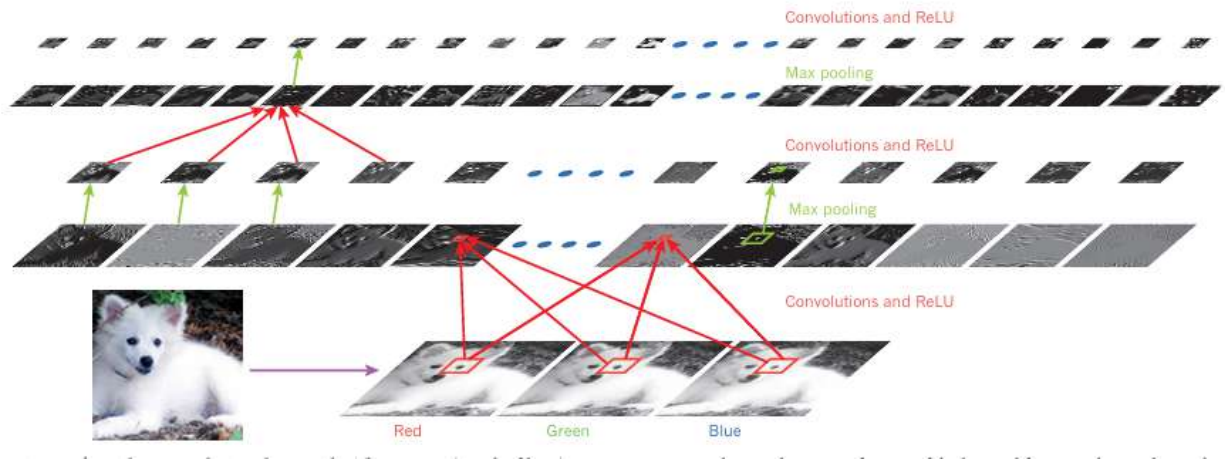 Convolutions and ReLU
Max pooling
Convolutions and ReLU
Max pooling
Convolutions and ReLU
Red Green Blue